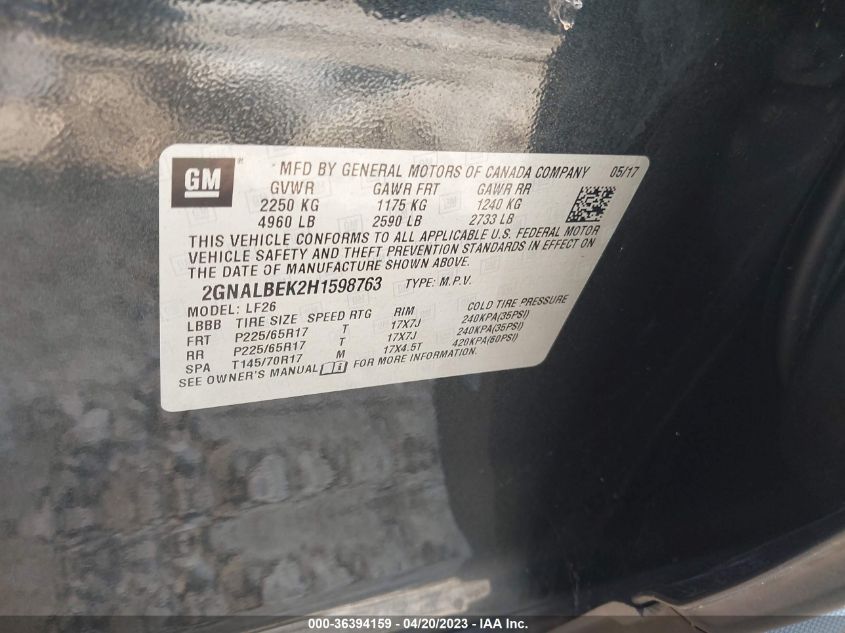 GM
MFD BY GENERAL MOTORS OF CANADA COMPANY 05/17
GVWR GAWR FRT GAWR RR
2250 KG 1175 KG 1240 KG
4960 LB 2590 LB 2733 LB
THIS VEHICLE CONFORMS TO ALL APPLICABLE U.S. FEDERAL MOTOR
VEHICLE SAFETY AND THEFT PREVENTION STANDARDS IN EFFECT ON
THE DATE OF MANUFACTURE SHOWN ABOVE.
2GNALBEK2H1598763 TYPE: M.P.V.
MODEL: LF26
LBBB TIRE SIZE SPEED RTG RIM COLD TIRE PRESSURE
FRT P225/65R17 T 17X7J 240KPA(35PSI)
RR P225/65R17 T 17X7J 240KPA(35PSI)
SPA T145/70R17 M 17X4.5T 420KPA(60PSI)
SEE OWNER'S MANUAL FOR MORE INFORMATION.
000-36394159 - 04/20/2023 - IAA, Inc.